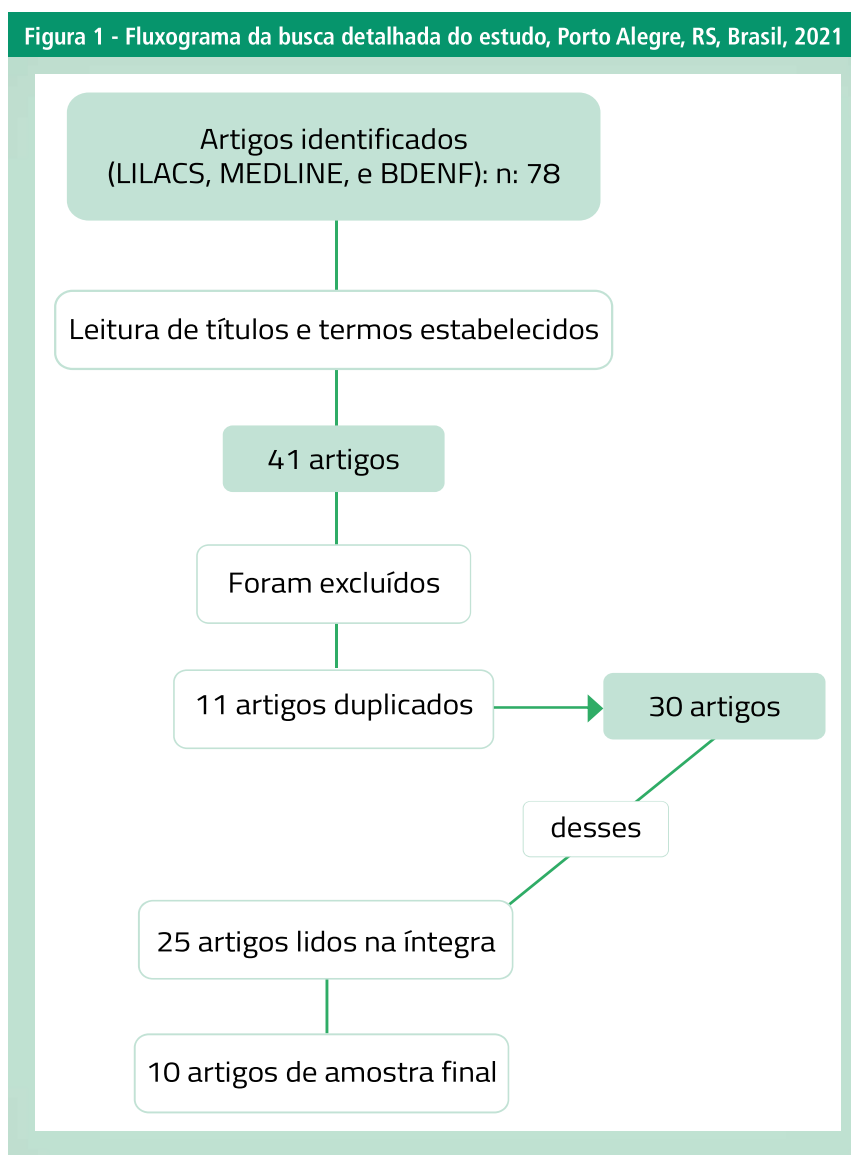 Figura 1 - Fluxograma da busca detalhada do estudo, Porto Alegre, RS, Brasil, 2021
Artigos identificados
(LILACS, MEDLINE, e BDENF): n: 78
Leitura de títulos e termos estabelecidos
41 artigos
Foram excluídos
11 artigos duplicados
30 artigos
desses
25 artigos lidos na íntegra
10 artigos de amostra final